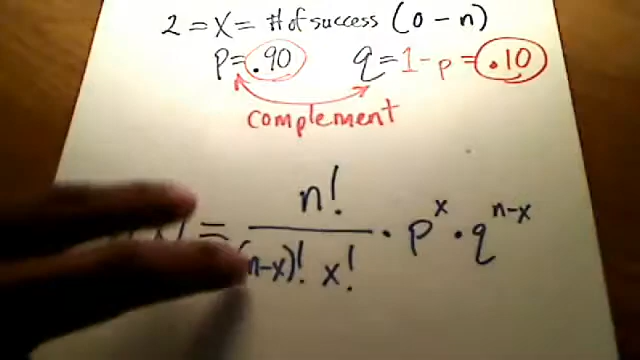 2 = X = # of success (0 - n)
p = .90 q = 1 - p = .10
complement
= n! / (n-x)! x! · p^x · q^n-x